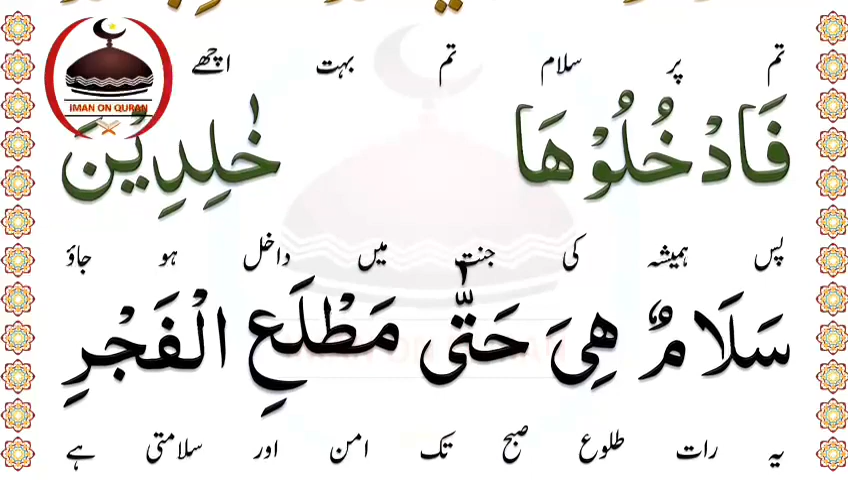 تم پر سلام تم بہت اچھے
IMAN ON QURAN
فَادْخُلُوْهَا خٰلِدِيْنَ
پس ہمیشہ کی جنت میں داخل ہو جاؤ
سَلَامٌ هِيَ حَتّٰى مَطْلَعِ الْفَجْرِ
یہ رات طلوع صبح تک امن اور سلامتی ہے